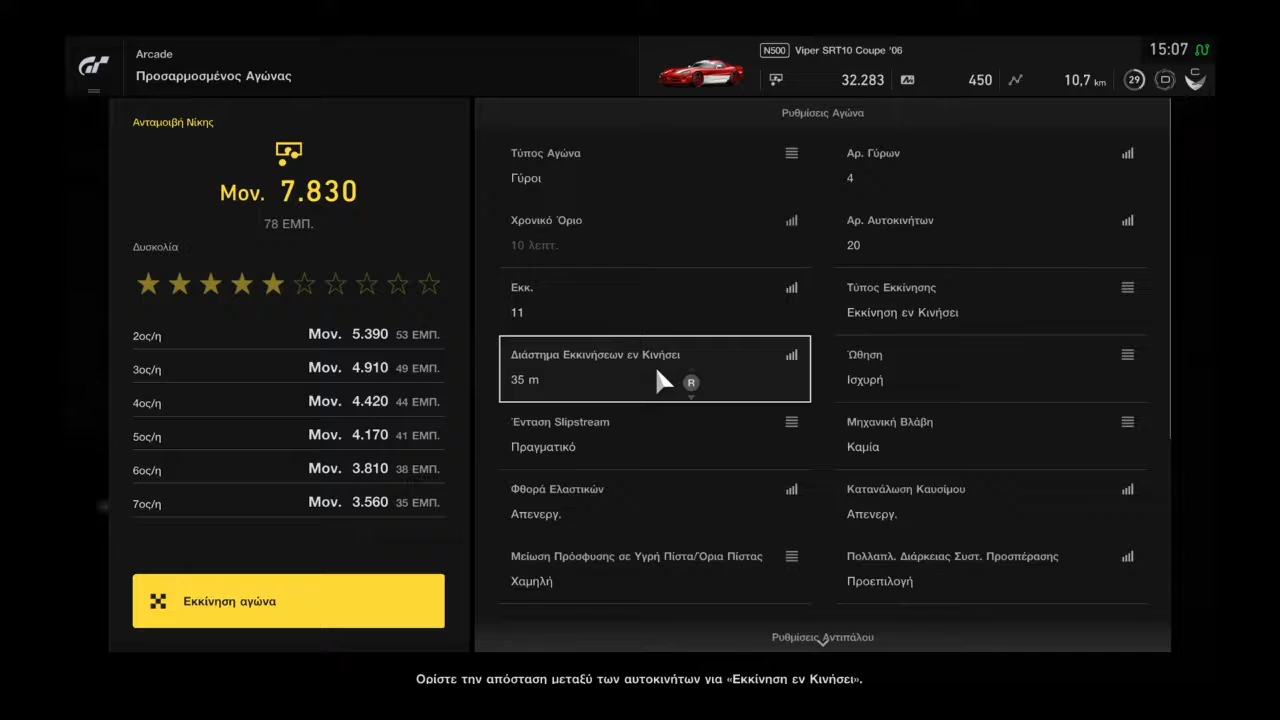 Arcade
Προσαρμοσμένος Αγώνας
N500 Viper SRT10 Coupe '06
32.283 450 10,7 km 29
15:07
Ανταμοιβή Νίκης
Μον. 7.830
78 ΕΜΠ.
Δυσκολία
2ος/η Μον. 5.390 53 ΕΜΠ.
3ος/η Μον. 4.910 49 ΕΜΠ.
4ος/η Μον. 4.420 44 ΕΜΠ.
5ος/η Μον. 4.170 41 ΕΜΠ.
6ος/η Μον. 3.810 38 ΕΜΠ.
7ος/η Μον. 3.560 35 ΕΜΠ.
Εκκίνηση αγώνα
Ρυθμίσεις Αγώνα
Τύπος Αγώνα
Γύροι
Αρ. Γύρων
4
Χρονικό Όριο
10 λεπτ.
Αρ. Αυτοκινήτων
20
Εκκ.
11
Τύπος Εκκίνησης
Εκκίνηση εν Κινήσει
Διάστημα Εκκινήσεων εν Κινήσει
35 m
R
Ώθηση
Ισχυρή
Ένταση Slipstream
Πραγματικό
Μηχανική Βλάβη
Καμία
Φθορά Ελαστικών
Απενεργ.
Κατανάλωση Καυσίμου
Απενεργ.
Μείωση Πρόσφυσης σε Υγρή Πίστα/Όρια Πίστας
Χαμηλή
Πολλαπλ. Διάρκειας Συστ. Προσπέρασης
Προεπιλογή
Ρυθμίσεις Αντιπάλου
Ορίστε την απόσταση μεταξύ των αυτοκινήτων για «Εκκίνηση εν Κινήσει».